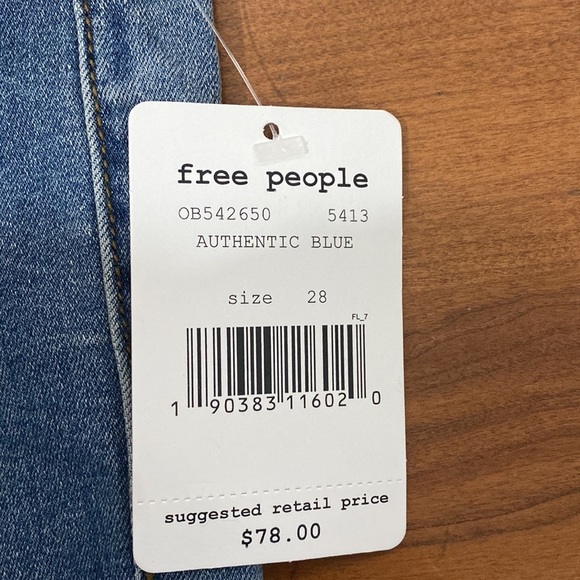 free people
OB542650 5413
AUTHENTIC BLUE
size 28
FL_7
1 90383 11602 0
suggested retail price
$78.00